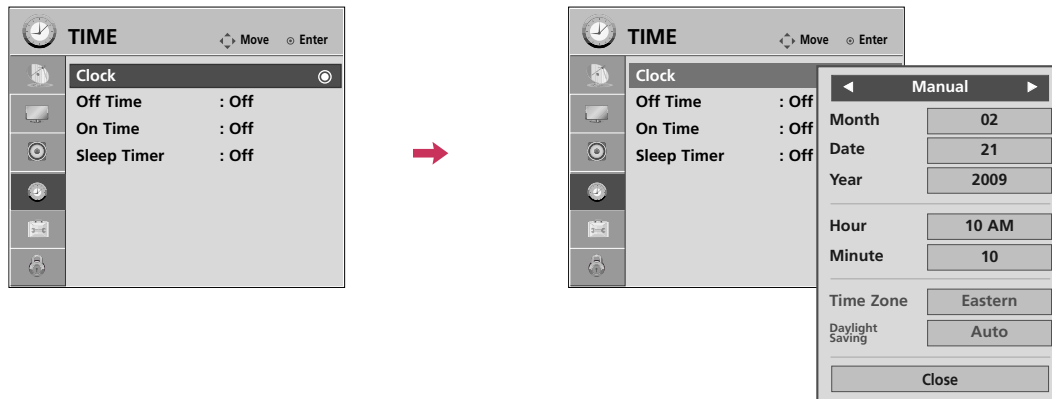 TIME
Move
Enter
Clock
Off Time : Off
On Time : Off
Sleep Timer : Off
TIME
Move
Enter
Clock
Off Time : Off
On Time : Off
Sleep Timer : Off
◀ Manual ▶
Month 02
Date 21
Year 2009
Hour 10 AM
Minute 10
Time Zone Eastern
Daylight
Saving Auto
Close